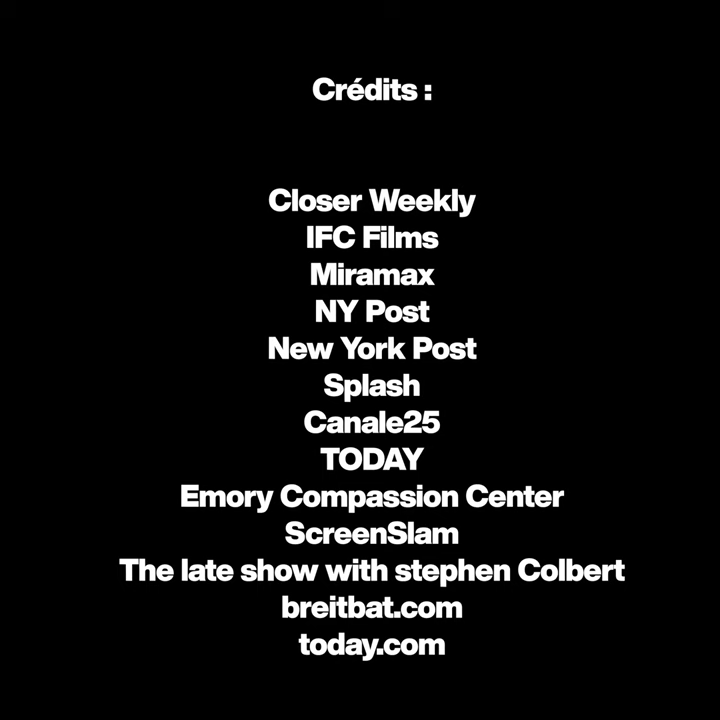 Crédits :
Closer Weekly
IFC Films
Miramax
NY Post
New York Post
Splash
Canale25
TODAY
Emory Compassion Center
ScreenSlam
The late show with stephen Colbert
breitbat.com
today.com